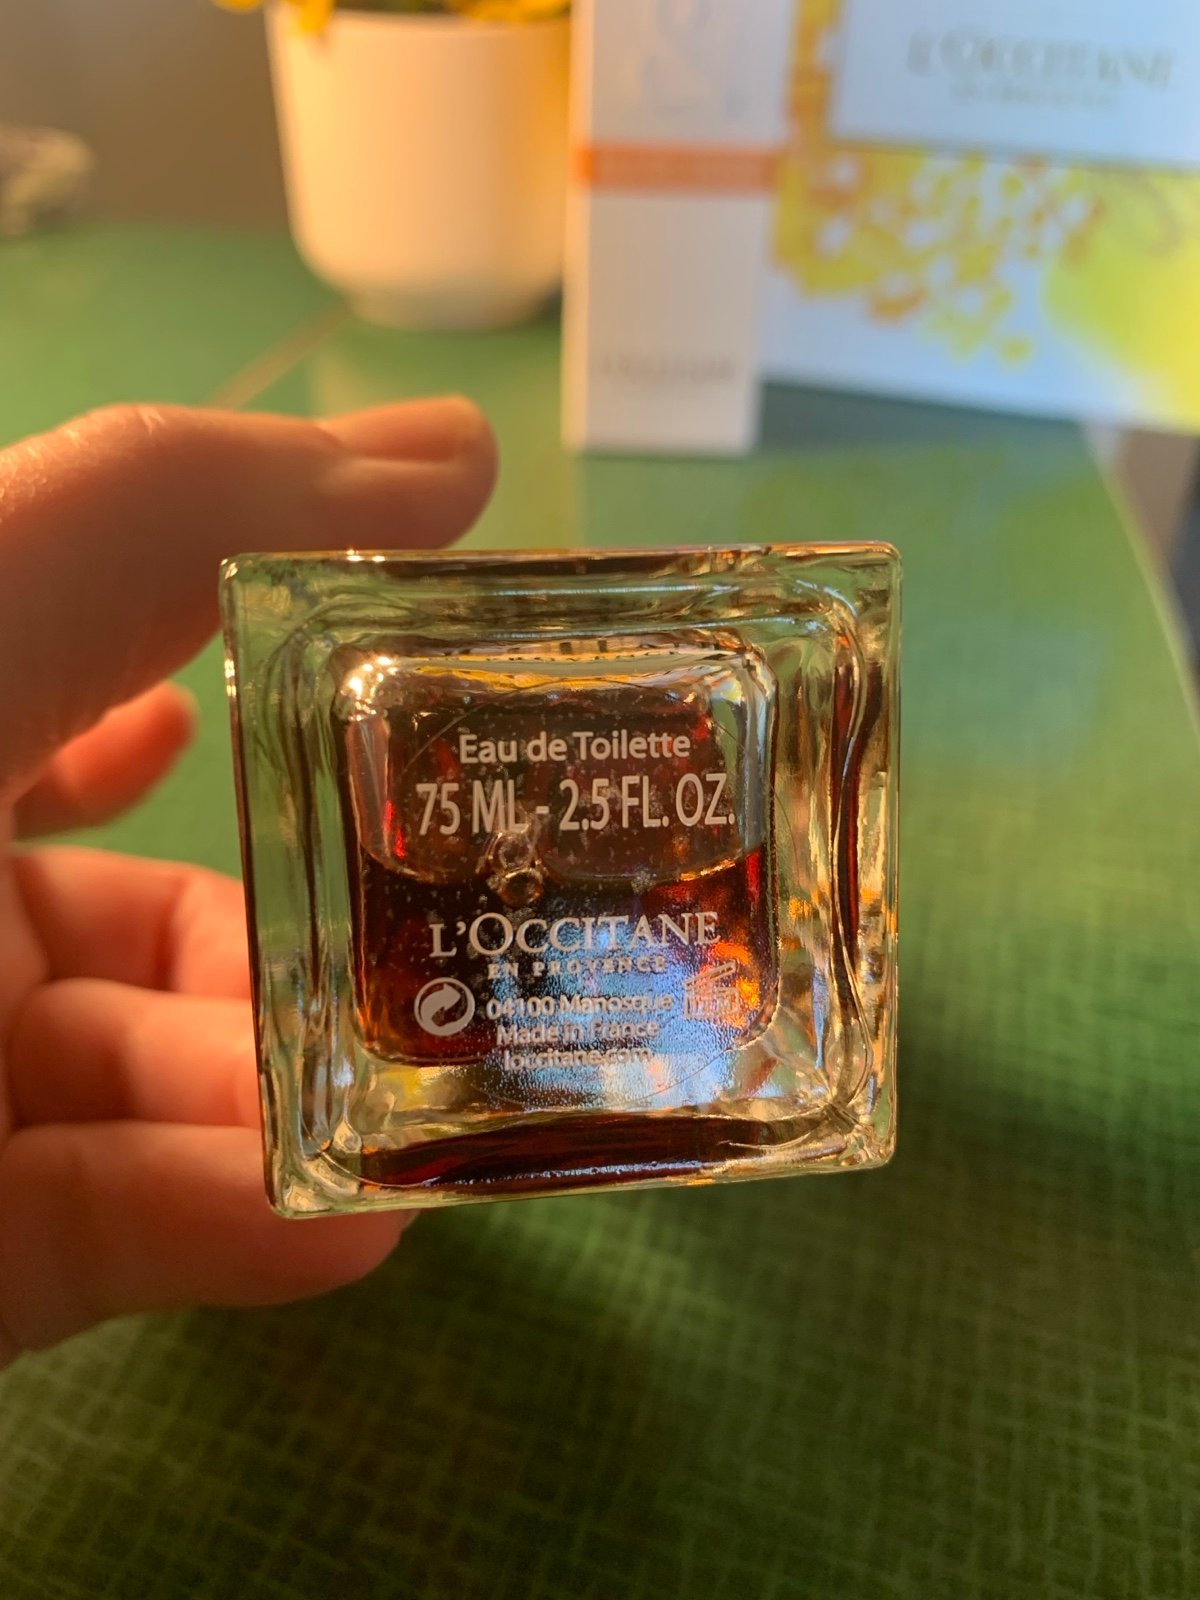 L'OCCITANE
Eau de Toilette
75 ML - 2.5 FL. OZ.
L'OCCITANE
EN PROVENCE
04100 Manosque
Made in France
loccitane.com